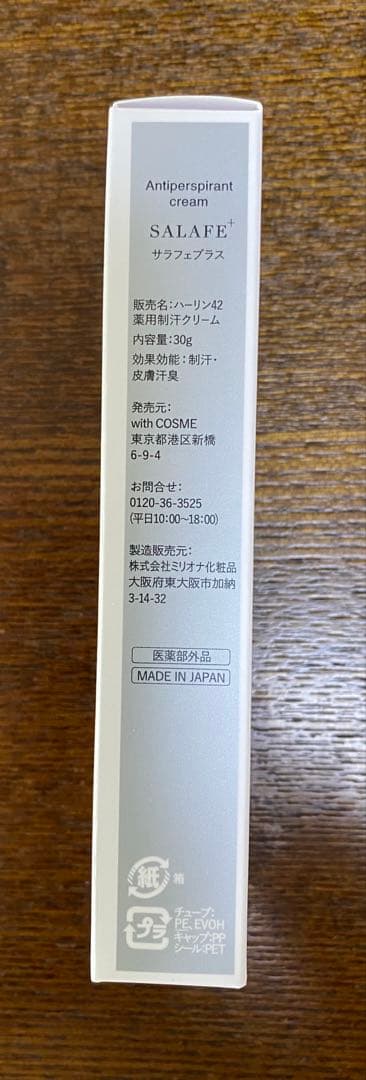 Antiperspirant
cream
SALAFE+
サラフェプラス
販売名：ハーリン42
薬用制汗クリーム
内容量：30g
効果効能：制汗・
皮膚汗臭
発売元：
with COSME
東京都港区新橋
6-9-4
お問合せ：
0120-36-3525
(平日10:00〜18:00)
製造販売元：
株式会社ミリオナ化粧品
大阪府東大阪市加納
3-14-32
医薬部外品
MADE IN JAPAN
紙 箱
プラ
チューブ：
PE、EVOH
キャップ：PP
シール：PET